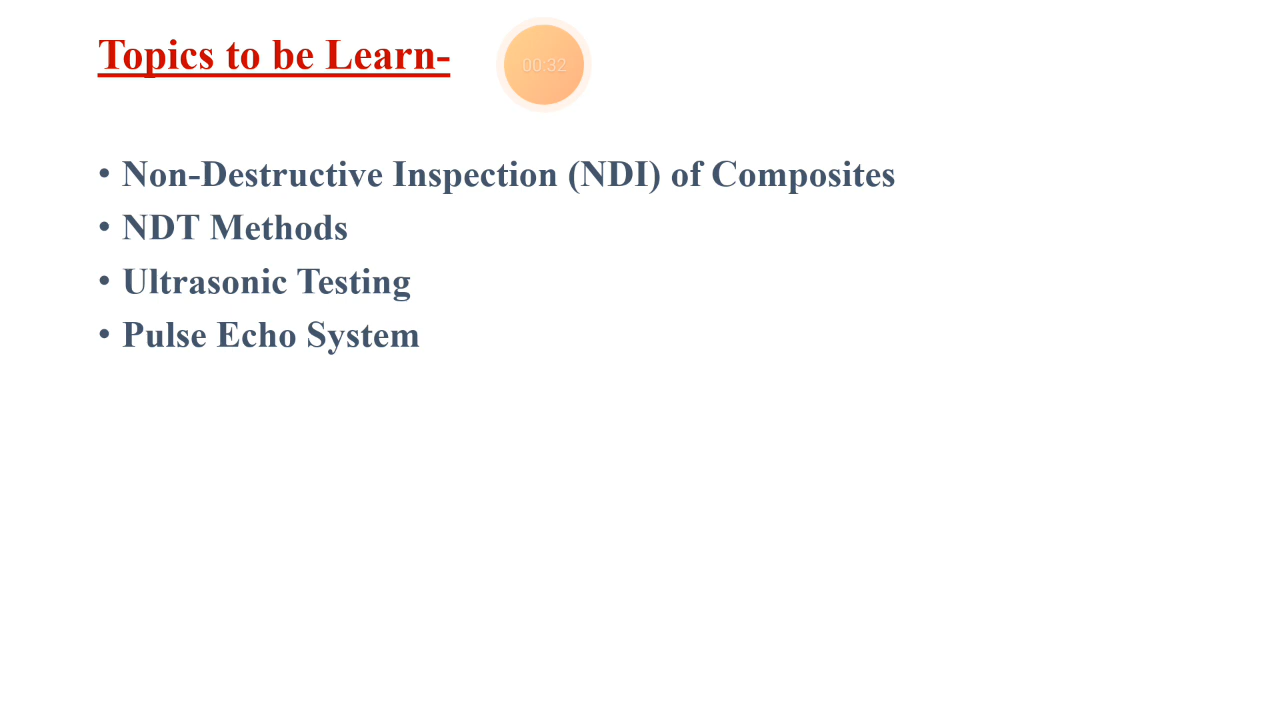 Topics to be Learn-
00:32
• Non-Destructive Inspection (NDI) of Composites
• NDT Methods
• Ultrasonic Testing
• Pulse Echo System